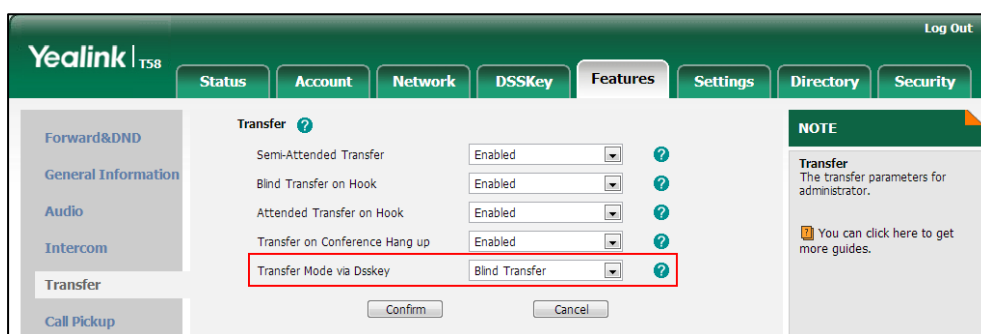 Log Out
Yealink T58
Status Account Network DSSKey Features Settings Directory Security
Forward&DND
General Information
Audio
Intercom
Transfer
Call Pickup
Transfer
Semi-Attended Transfer Enabled
Blind Transfer on Hook Enabled
Attended Transfer on Hook Enabled
Transfer on Conference Hang up Enabled
Transfer Mode via Dsskey Blind Transfer
Confirm Cancel
NOTE
Transfer
The transfer parameters for
administrator.
You can click here to get
more guides.